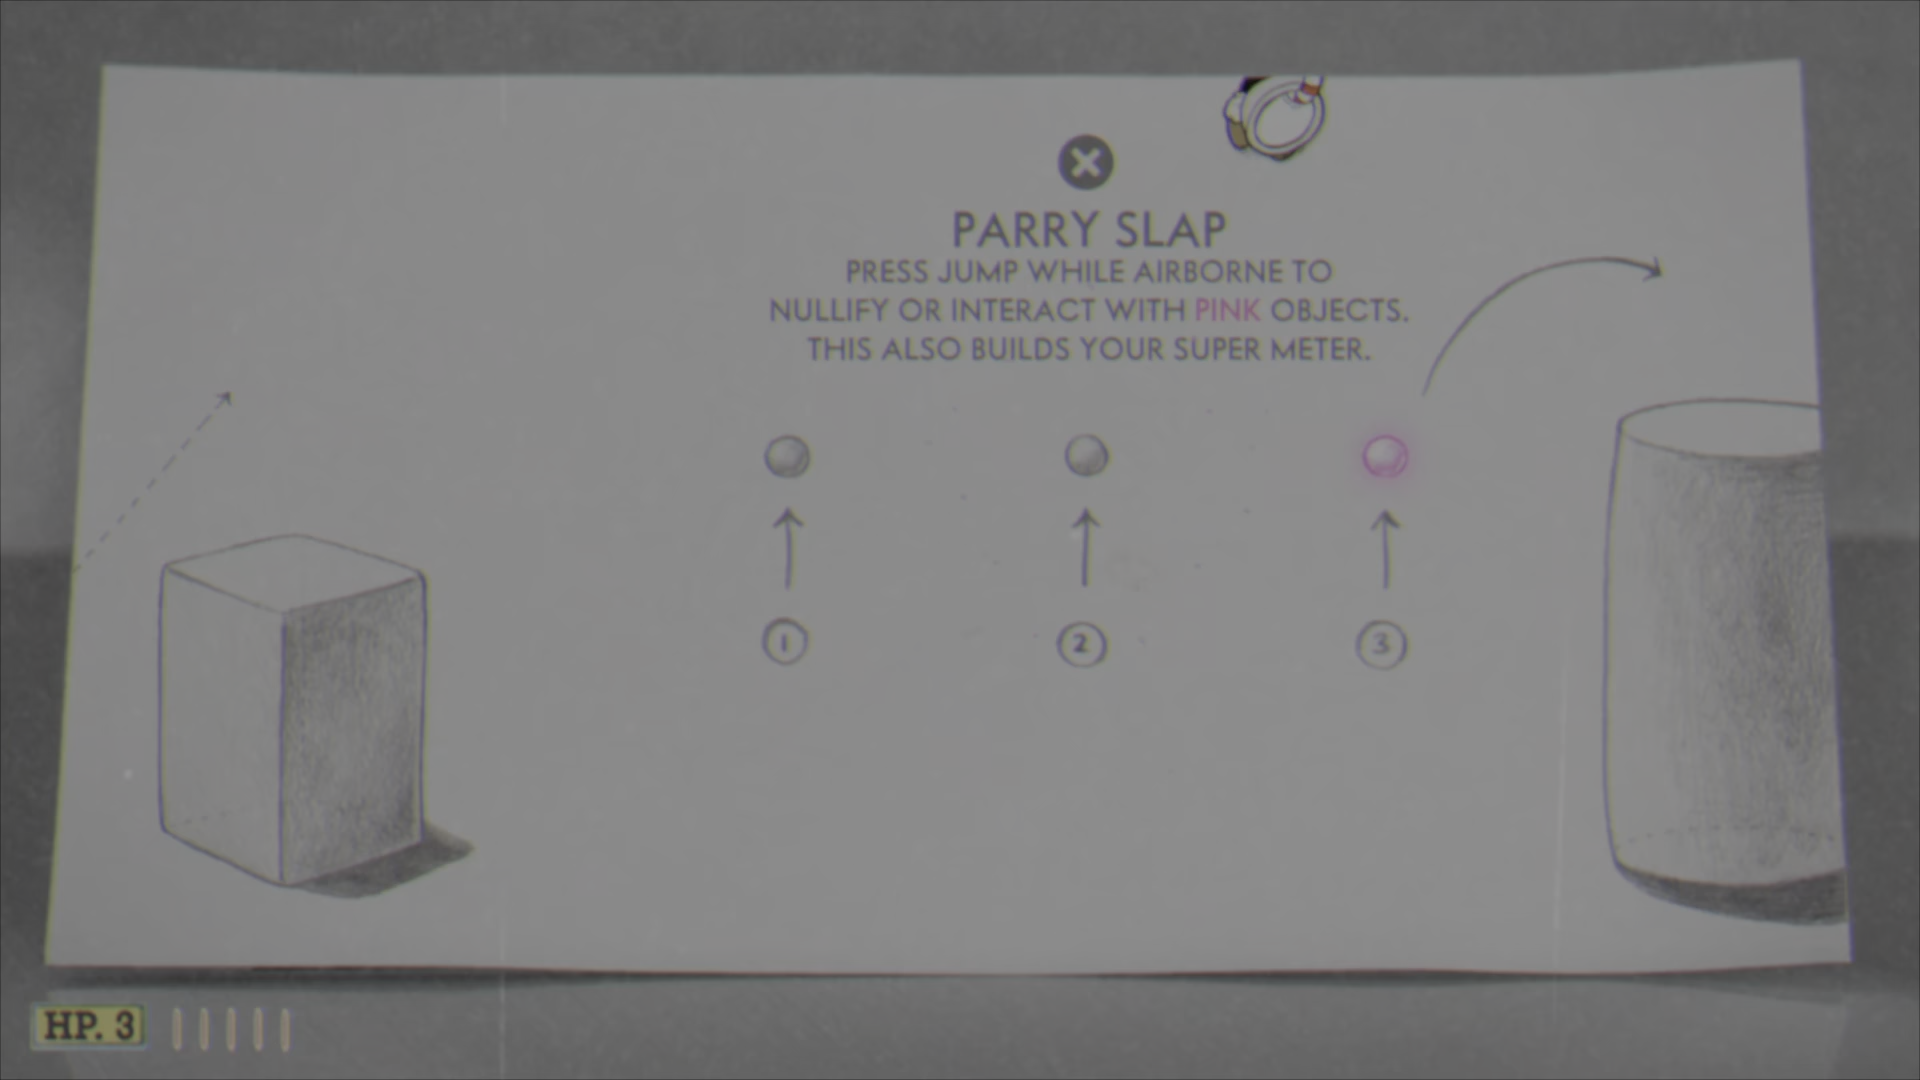 PARRY SLAP
PRESS JUMP WHILE AIRBORNE TO
NULLIFY OR INTERACT WITH PINK OBJECTS.
THIS ALSO BUILDS YOUR SUPER METER.
1 2 3
HP. 3